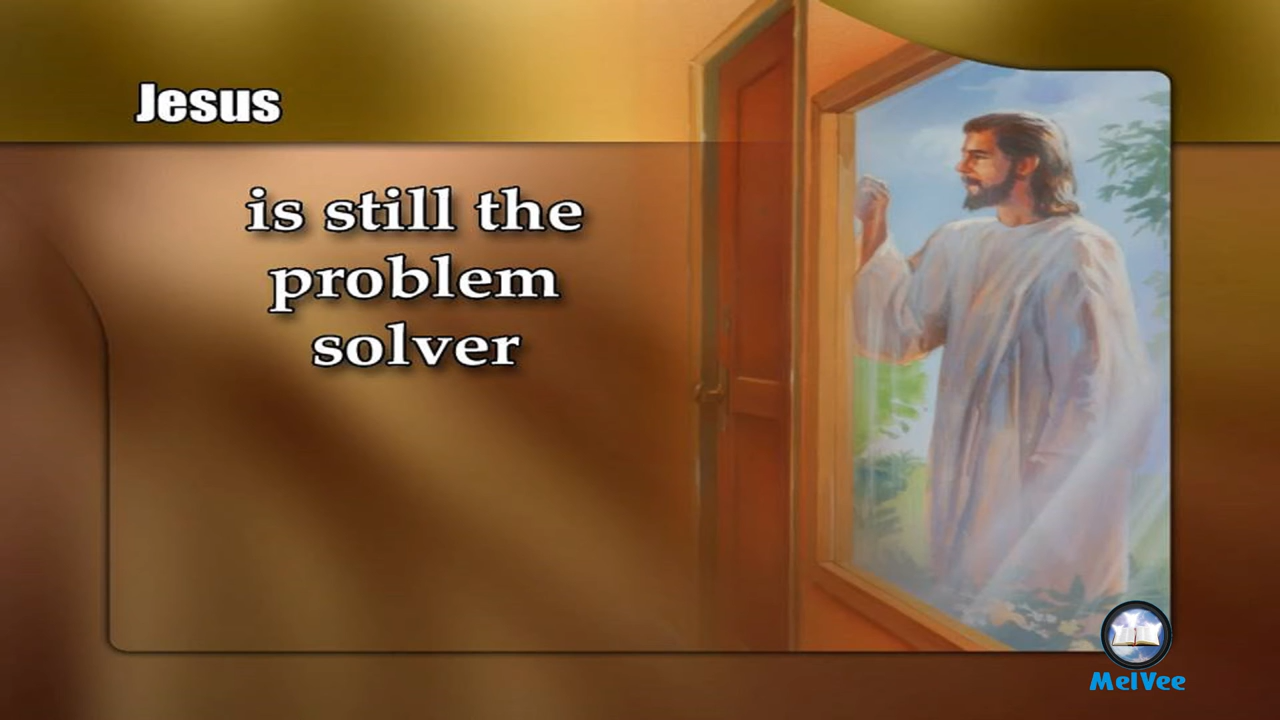 Jesus
is still the
problem
solver
MelVee